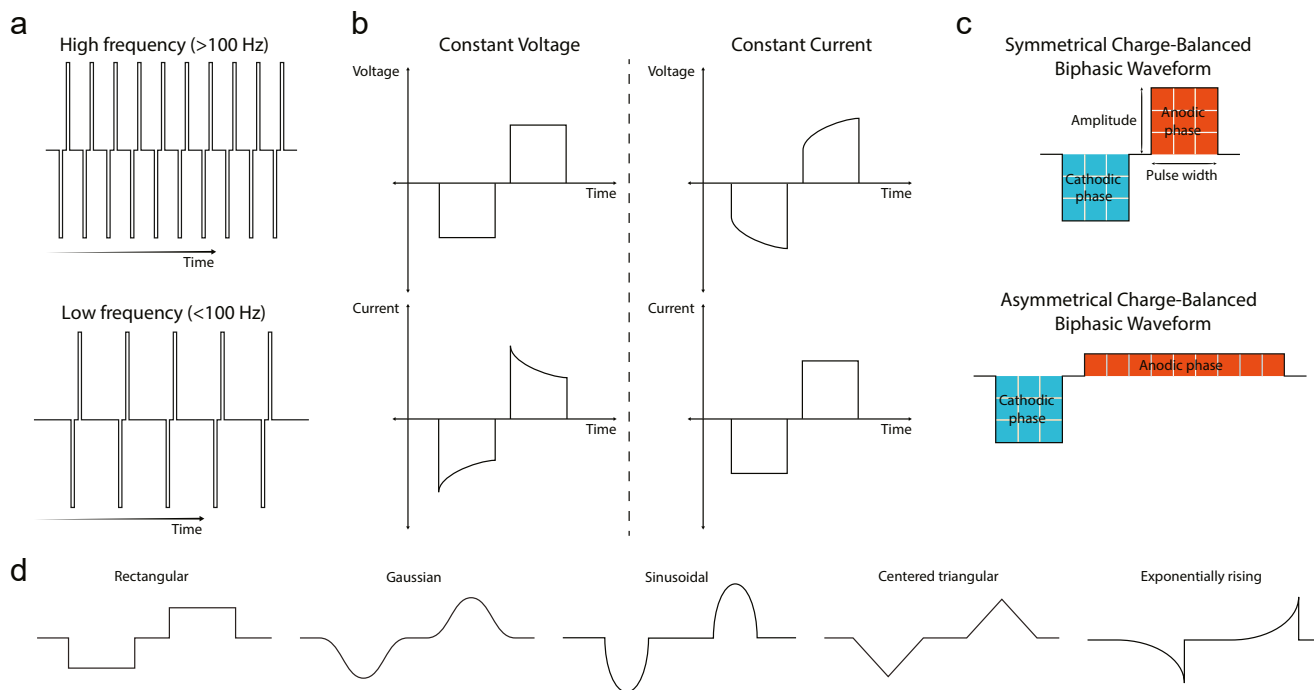 a
High frequency (>100 Hz)
Time
Low frequency (<100 Hz)
Time
b
Constant Voltage
Constant Current
Voltage
Time
Voltage
Time
Current
Time
Current
Time
c
Symmetrical Charge-Balanced
Biphasic Waveform
Amplitude
Anodic
phase
Cathodic
phase
Pulse width
Asymmetrical Charge-Balanced
Biphasic Waveform
Anodic phase
Cathodic
phase
d
Rectangular
Gaussian
Sinusoidal
Centered triangular
Exponentially rising